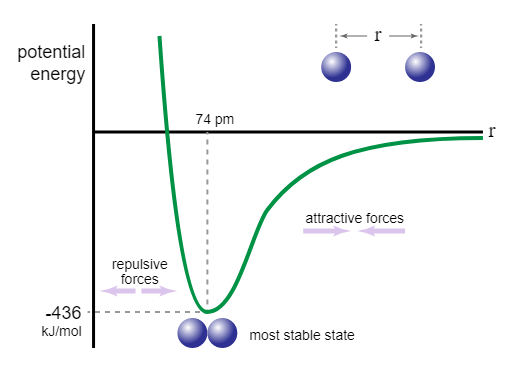 potential
energy
r
74 pm
r
attractive forces
repulsive
forces
-436
kJ/mol
most stable state